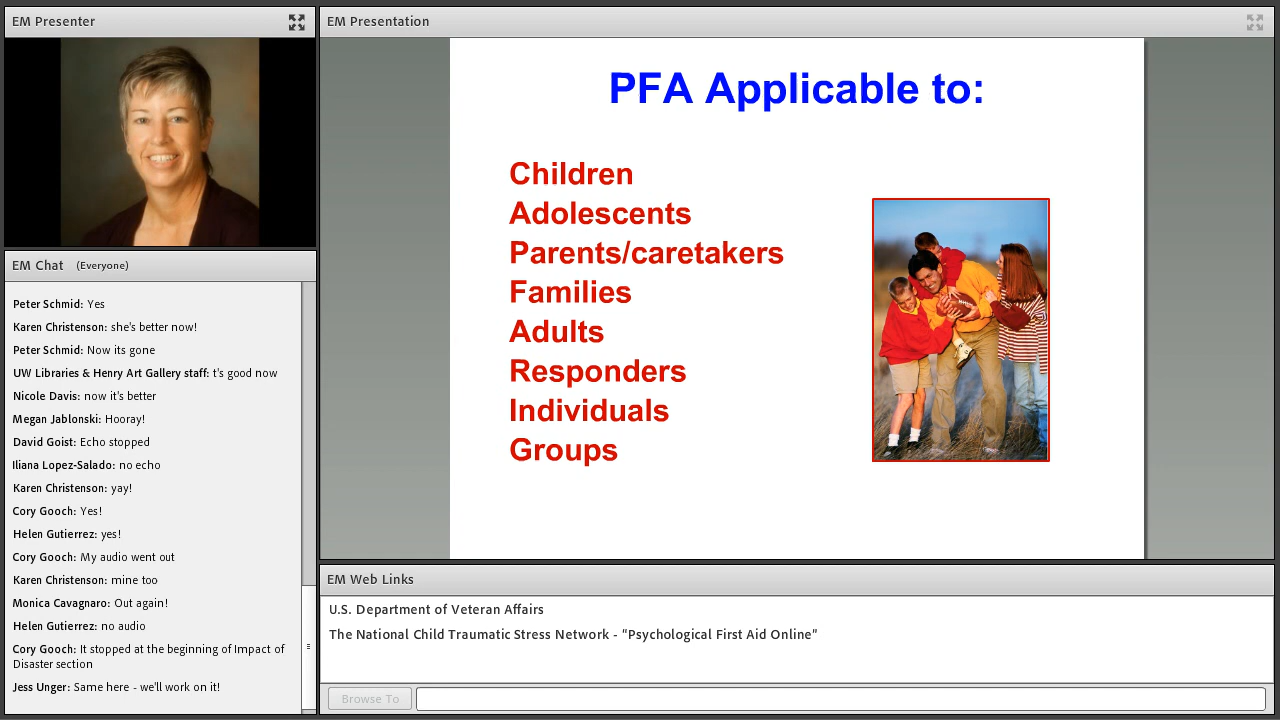 EM Presenter
EM Chat (Everyone)
Peter Schmid: Yes
Karen Christenson: she's better now!
Peter Schmid: Now its gone
UW Libraries & Henry Art Gallery staff: t's good now
Nicole Davis: now it's better
Megan Jablonski: Hooray!
David Goist: Echo stopped
Iliana Lopez-Salado: no echo
Karen Christenson: yay!
Cory Gooch: Yes!
Helen Gutierrez: yes!
Cory Gooch: My audio went out
Karen Christenson: mine too
Monica Cavagnaro: Out again!
Helen Gutierrez: no audio
Cory Gooch: It stopped at the beginning of Impact of
Disaster section
Jess Unger: Same here - we'll work on it!
EM Presentation
PFA Applicable to:
Children
Adolescents
Parents/caretakers
Families
Adults
Responders
Individuals
Groups
EM Web Links
U.S. Department of Veteran Affairs
The National Child Traumatic Stress Network - "Psychological First Aid Online"
Browse To